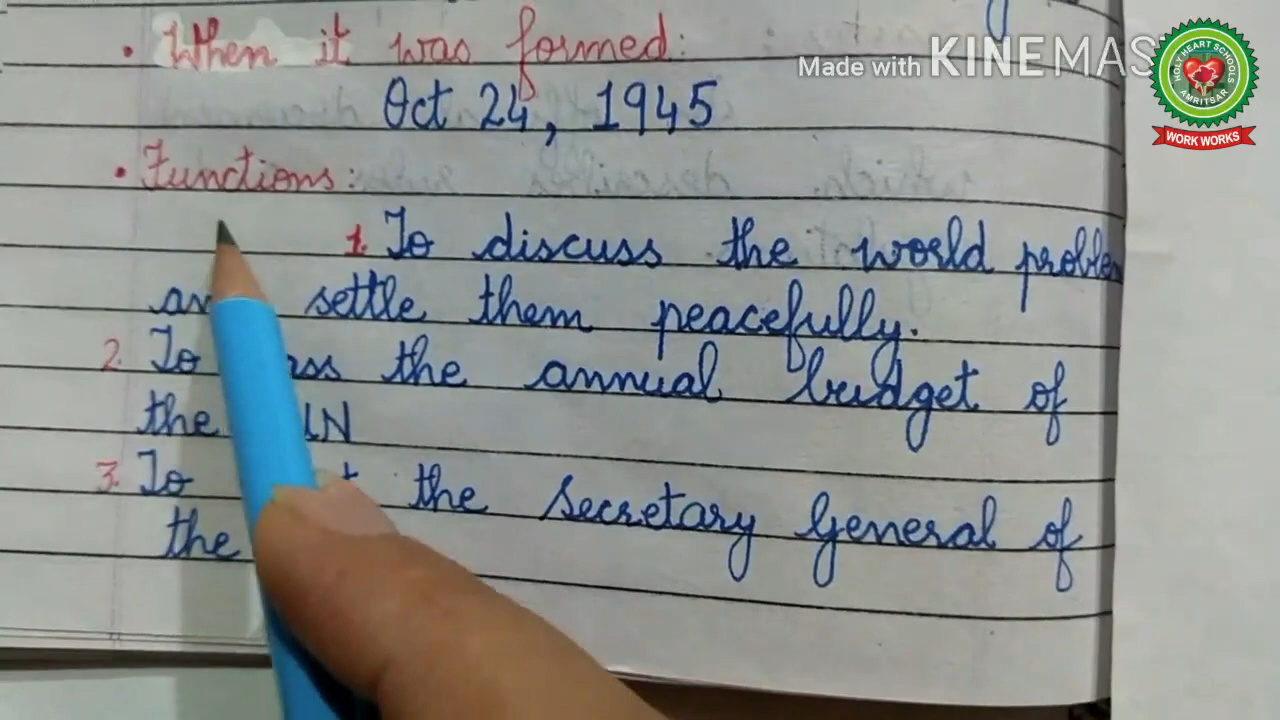 • When it was formed:
Oct 24, 1945
• Functions:
1. To discuss the world
settle them peacefully.
2. To the annual budget of
the
3. To the Secretary General of
the
Made with KINEMAS
HOLY HEART SCHOOLS
AMRITSAR
WORK WORKS